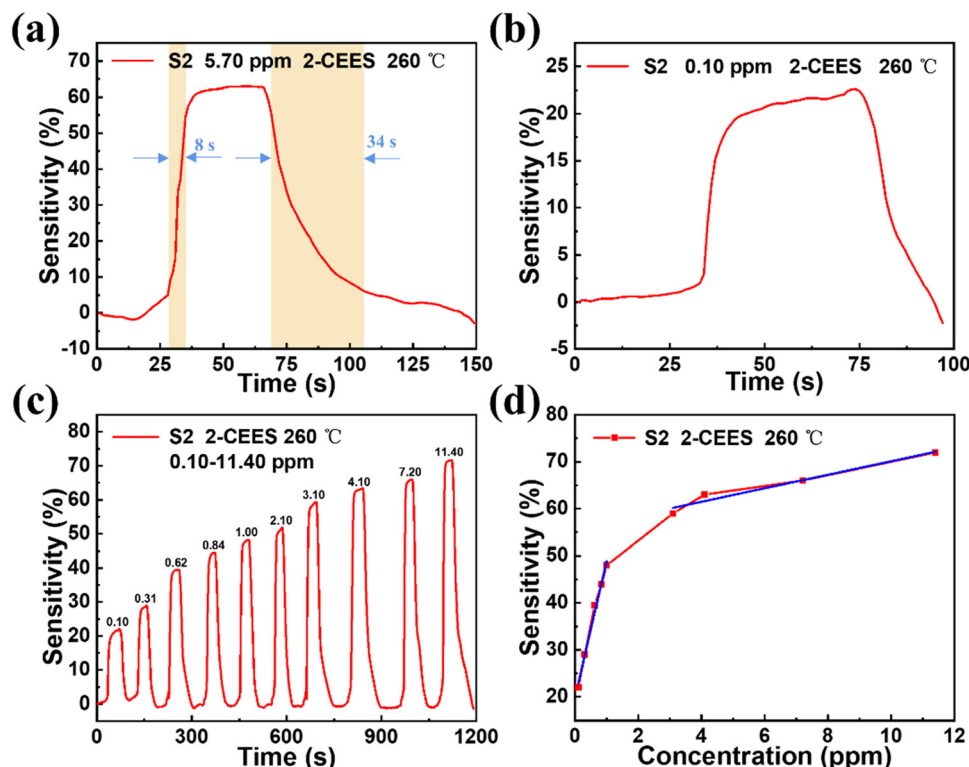 (a)
S2 5.70 ppm 2-CEES 260 ℃
70
60
50
40
30
20
10
0
-10
Sensitivity (%)
8 s
34 s
0 25 50 75 100 125 150
Time (s)
(b)
S2 0.10 ppm 2-CEES 260 ℃
25
20
15
10
5
0
-5
Sensitivity (%)
0 25 50 75 100
Time (s)
(c)
S2 2-CEES 260 ℃
0.10-11.40 ppm
80
70
60
50
40
30
20
10
0
Sensitivity (%)
0.10 0.31 0.62 0.84 1.00 2.10 3.10 4.10 7.20 11.40
0 300 600 900 1200
Time (s)
(d)
S2 2-CEES 260 ℃
80
70
60
50
40
30
20
Sensitivity (%)
0 2 4 6 8 10 12
Concentration (ppm)